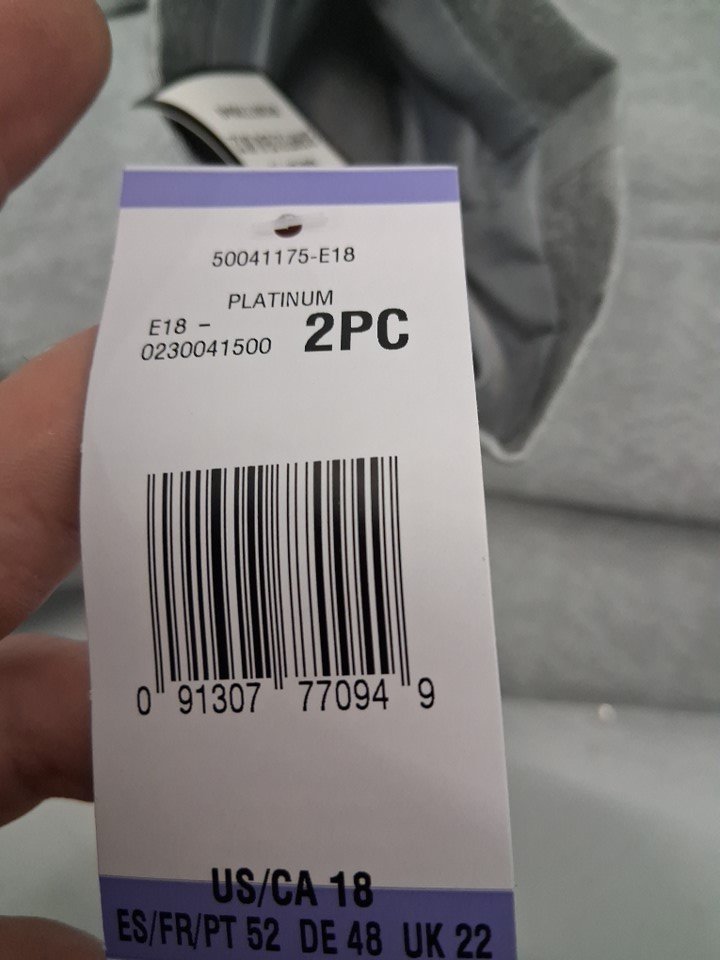 50041175-E18
PLATINUM
E18 -
0230041500
2PC
0 91307 77094 9
US/CA 18
ES/FR/PT 52 DE 48 UK 22